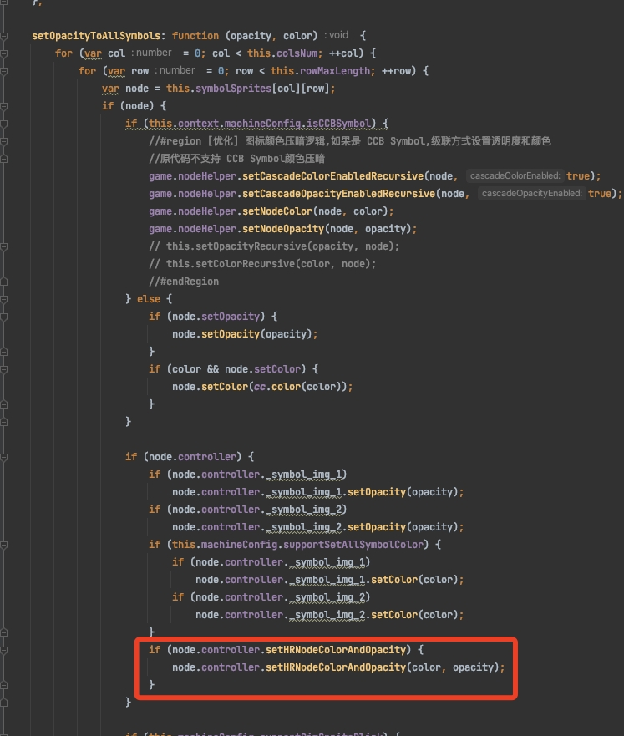 },
setOpacityToAllSymbols: function (opacity, color) :void {
for (var col :number = 0; col < this.colsNum; ++col) {
for (var row :number = 0; row < this.rowMaxLength; ++row) {
var node = this.symbolSprites[col][row];
if (node) {
if (this.context.machineConfig.isCCBSymbol) {
//#region [优化] 图标颜色压暗逻辑,如果是 CCB Symbol,级联方式设置透明度和颜色
//原代码不支持 CCB Symbol颜色压暗
game.nodeHelper.setCascadeColorEnabledRecursive(node, cascadeColorEnabled: true);
game.nodeHelper.setCascadeOpacityEnabledRecursive(node, cascadeOpacityEnabled: true);
game.nodeHelper.setNodeColor(node, color);
game.nodeHelper.setNodeOpacity(node, opacity);
// this.setOpacityRecursive(opacity, node);
// this.setColorRecursive(color, node);
//#endRegion
} else {
if (node.setOpacity) {
node.setOpacity(opacity);
}
if (color && node.setColor) {
node.setColor(cc.color(color));
}
}
if (node.controller) {
if (node.controller._symbol_img_1)
node.controller._symbol_img_1.setOpacity(opacity);
if (node.controller._symbol_img_2)
node.controller._symbol_img_2.setOpacity(opacity);
if (this.machineConfig.supportSetAllSymbolColor) {
if (node.controller._symbol_img_1)
node.controller._symbol_img_1.setColor(color);
if (node.controller._symbol_img_2)
node.controller._symbol_img_2.setColor(color);
}
if (node.controller.setHRNodeColorAndOpacity) {
node.controller.setHRNodeColorAndOpacity(color, opacity);
}
}